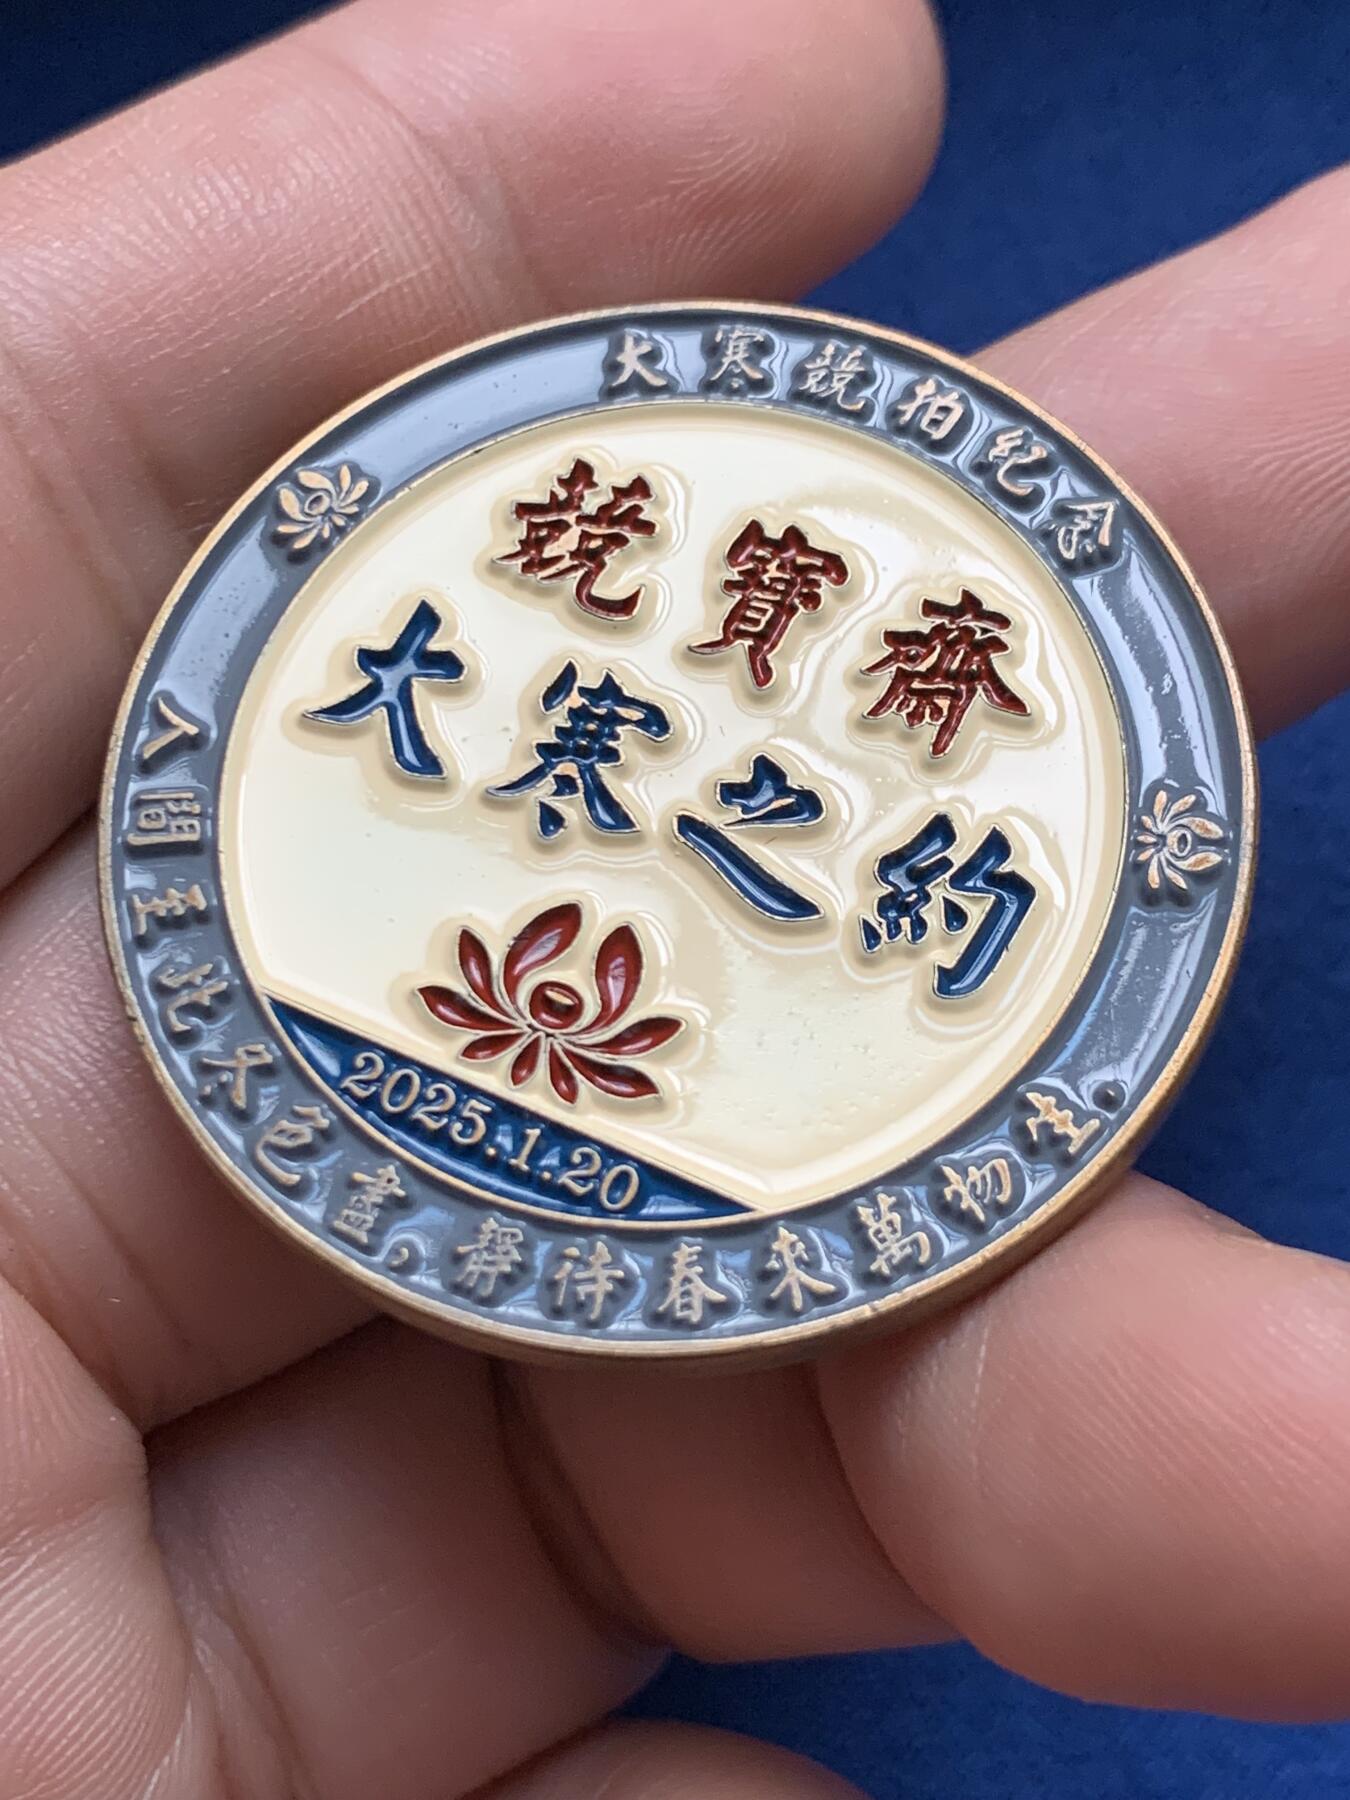 大寒競拍紀念
競寶齋
大寒之約
2025.1.20
人間至此冬色盡，靜待春來萬物生.